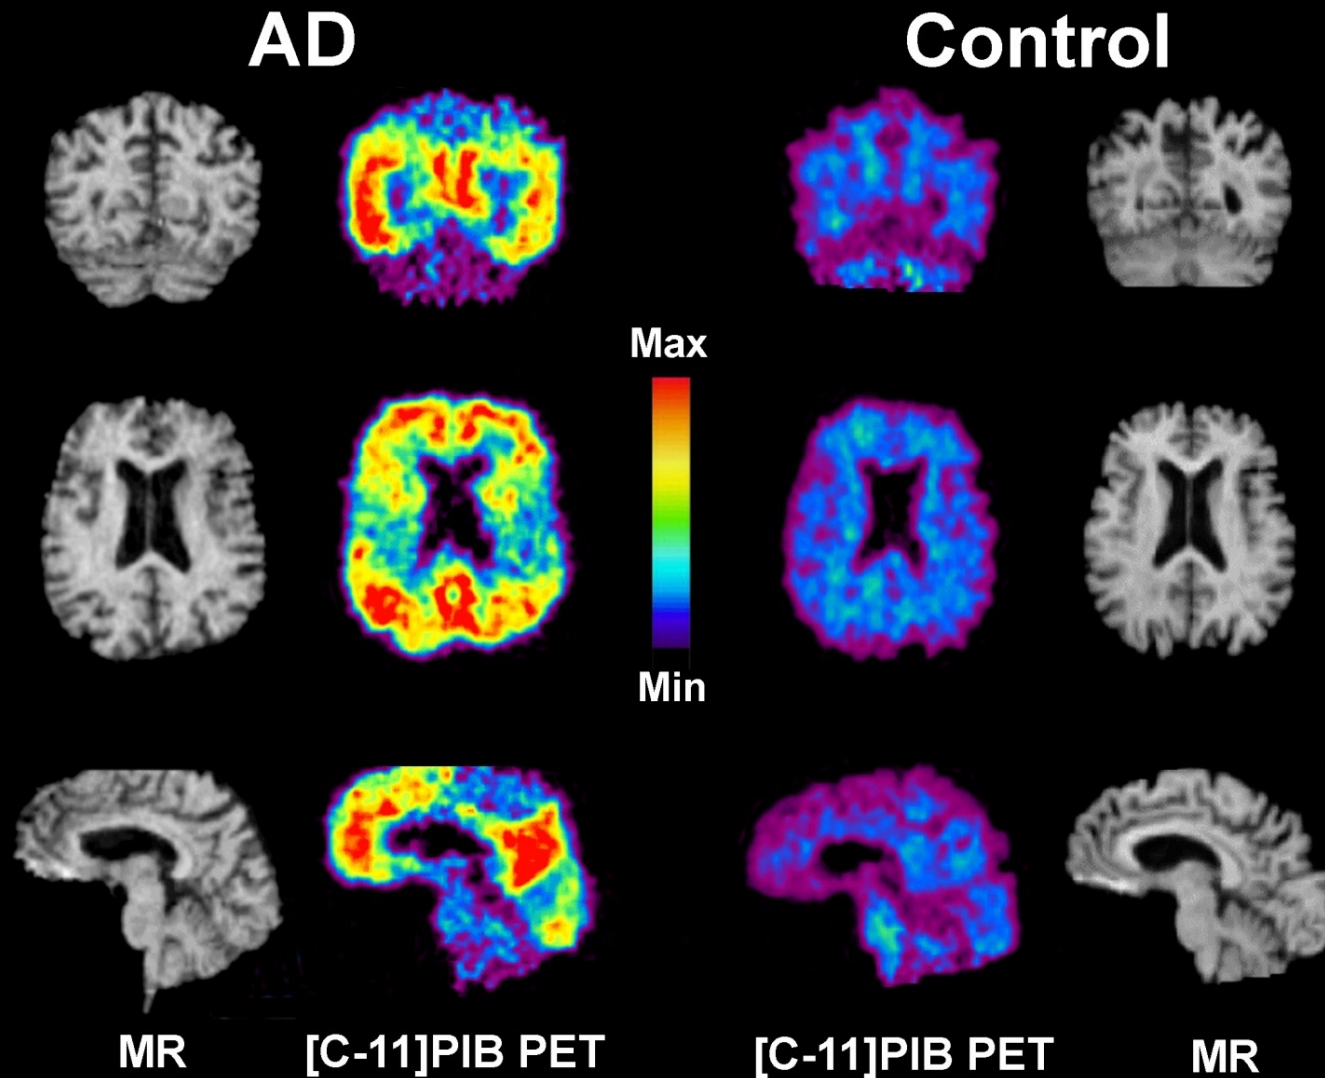 AD
Control
Max
Min
MR
[C-11]PIB PET
[C-11]PIB PET
MR